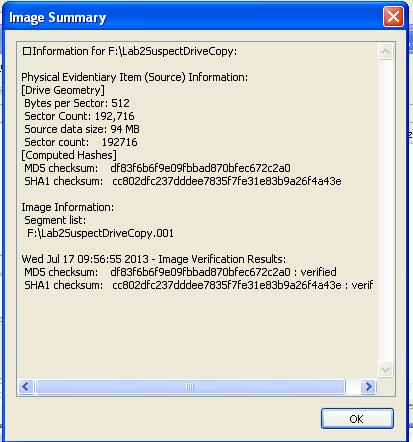 Image Summary
Information for F:\Lab2SuspectDriveCopy:
Physical Evidentiary Item (Source) Information:
[Drive Geometry]
Bytes per Sector: 512
Sector Count: 192,716
Source data size: 94 MB
Sector count: 192716
[Computed Hashes]
MD5 checksum: df83f6b6f9e09fbbad870bfec672c2a0
SHA1 checksum: cc802dfc237dddee7835f7fe31e83b9a26f4a43e
Image Information:
Segment list:
F:\Lab2SuspectDriveCopy.001
Wed Jul 17 09:56:55 2013 - Image Verification Results:
MD5 checksum: df83f6b6f9e09fbbad870bfec672c2a0 : verified
SHA1 checksum: cc802dfc237dddee7835f7fe31e83b9a26f4a43e : verif
OK